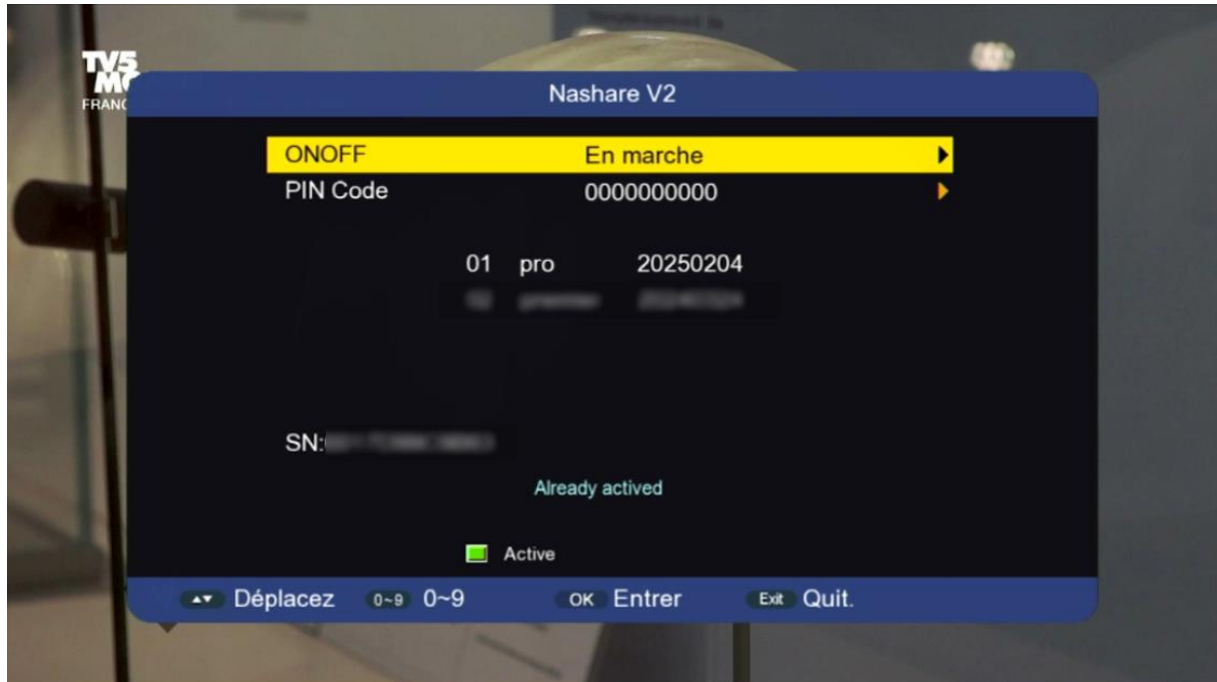 TV5
FRANC
Nashare V2
ONOFF En marche
PIN Code 0000000000
01 pro 20250204
SN:
Already actived
Active
Déplacez 0~9 0~9 OK Entrer Exit Quit.